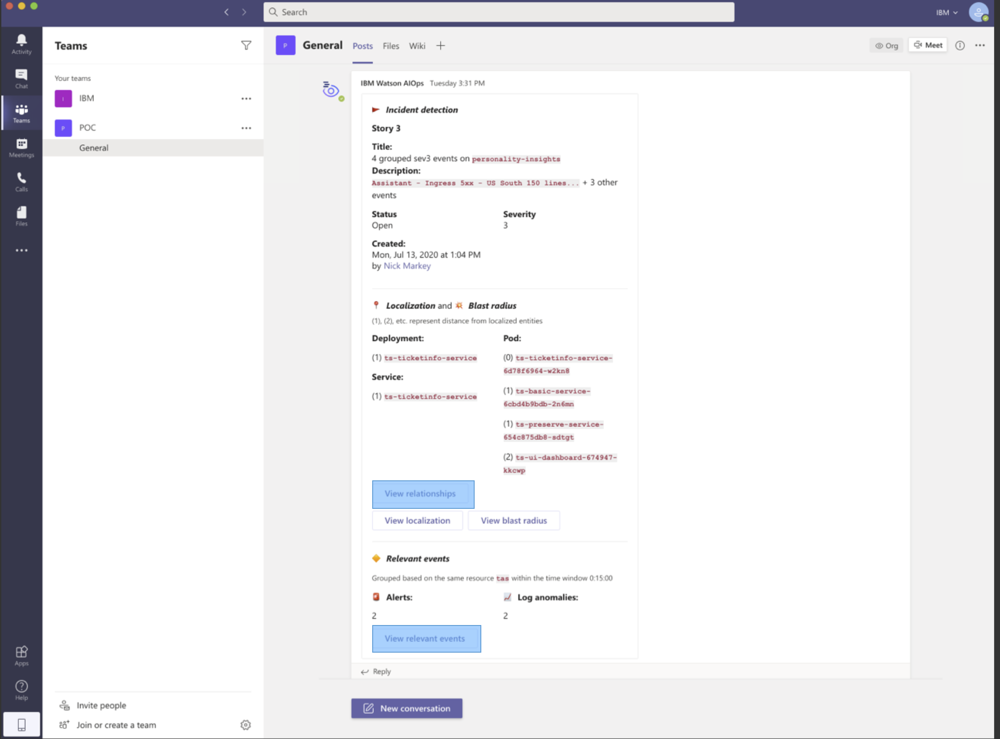 Search
IBM
Activity
Chat
Teams
Meetings
Calls
Files
Apps
Help
Teams
Your teams
I IBM
P POC
General
Invite people
Join or create a team
P General Posts Files Wiki
Org Meet
IBM Watson AIOps Tuesday 3:31 PM
Incident detection
Story 3
Title:
4 grouped sev3 events on personality-insights
Description:
Assistant - Ingress 5xx - US South 150 lines... + 3 other
events
Status Severity
Open 3
Created:
Mon, Jul 13, 2020 at 1:04 PM
by Nick Markey
Localization and Blast radius
(1), (2), etc. represent distance from localized entities
Deployment:
(1) ts-ticketinfo-service
Service:
(1) ts-ticketinfo-service
Pod:
(0) ts-ticketinfo-service-
6d78f6964-w2kn8
(1) ts-basic-service-
6cbd4b9bdb-2n6mn
(1) ts-preserve-service-
654c875db8-sdtgt
(2) ts-ui-dashboard-674947-
kkcwp
View relationships
View localization View blast radius
Relevant events
Grouped based on the same resource tas within the time window 0:15:00
Alerts: Log anomalies:
2 2
View relevant events
Reply
New conversation